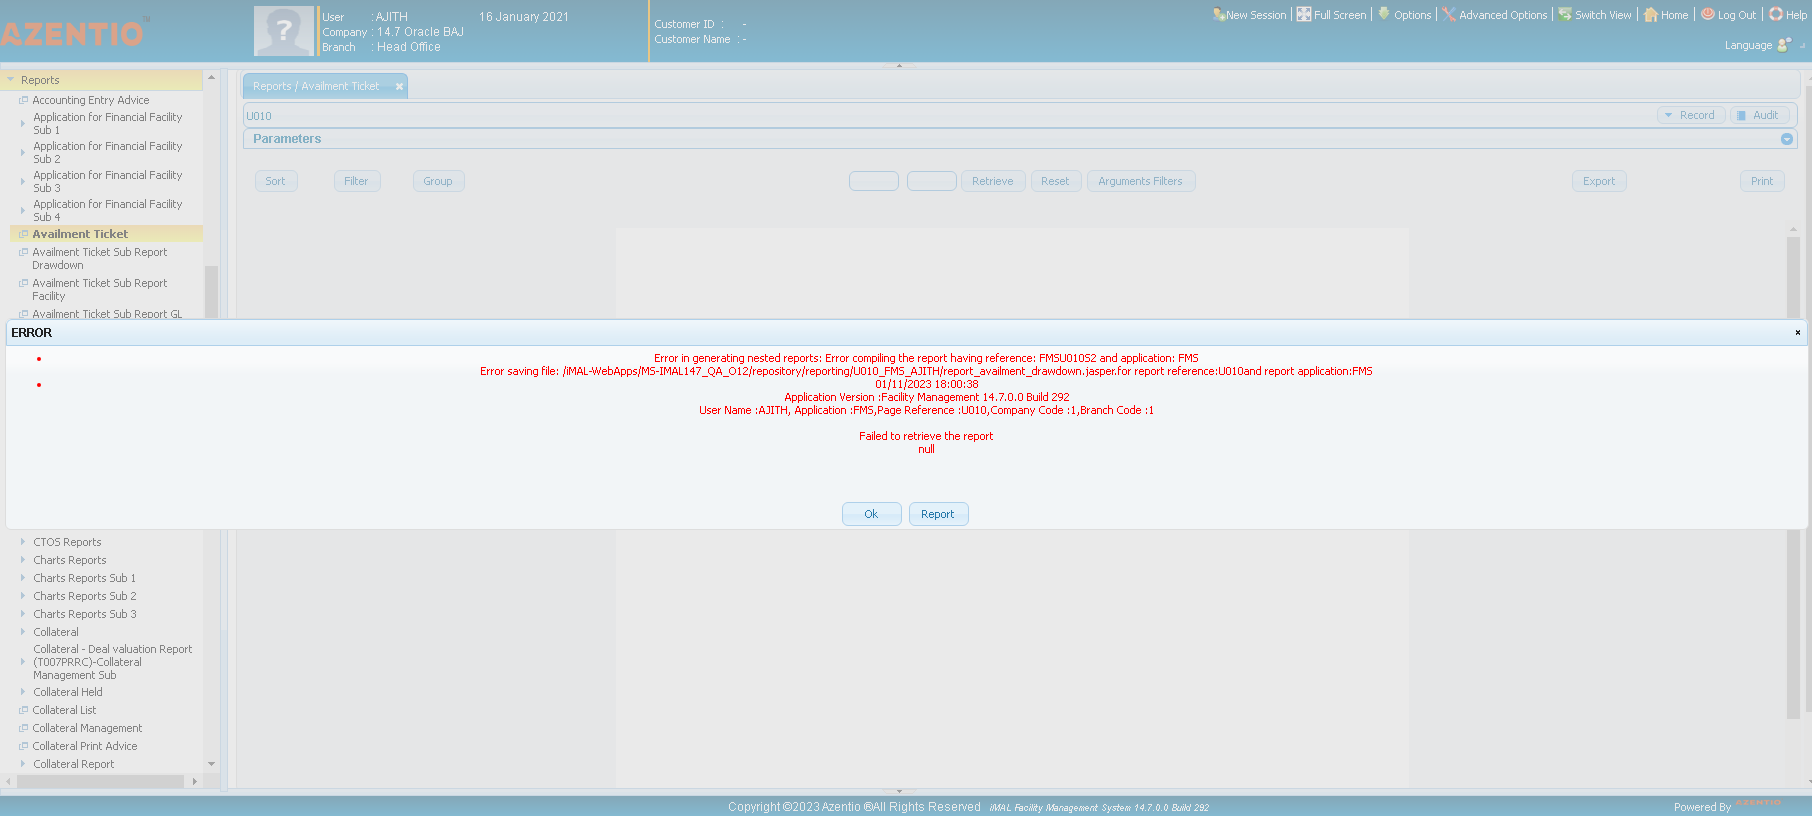 AZENTIO
User : AJITH 16 January 2021
Company : 14.7 Oracle BAJ
Branch : Head Office
Customer ID : -
Customer Name : -
New Session Full Screen Options Advanced Options Switch View Home Log Out Help
Language
Reports
Accounting Entry Advice
Application for Financial Facility
Sub 1
Application for Financial Facility
Sub 2
Application for Financial Facility
Sub 3
Application for Financial Facility
Sub 4
Availment Ticket
Availment Ticket Sub Report
Drawdown
Availment Ticket Sub Report
Facility
Availment Ticket Sub Report GL
Reports / Availment Ticket
U010
Record Audit
Parameters
Sort Filter Group Retrieve Reset Arguments Filters Export Print
ERROR
Error in generating nested reports: Error compiling the report having reference: FMSU010S2 and application: FMS
Error saving file: /iMAL-WebApps/MS-IMAL147_QA_O12/repository/reporting/U010_FMS_AJITH/report_availment_drawdown.jasper.for report reference:U010and report application:FMS
01/11/2023 18:00:38
Application Version :Facility Management 14.7.0.0 Build 292
User Name :AJITH, Application :FMS,Page Reference :U010,Company Code :1,Branch Code :1
Failed to retrieve the report
null
Ok Report
CTOS Reports
Charts Reports
Charts Reports Sub 1
Charts Reports Sub 2
Charts Reports Sub 3
Collateral
Collateral - Deal valuation Report
(T007PRRC)-Collateral
Management Sub
Collateral Held
Collateral List
Collateral Management
Collateral Print Advice
Collateral Report
Copyright ©2023 Azentio ®All Rights Reserved iMAL Facility Management System 14.7.0.0 Build 292
Powered By AZENTIO